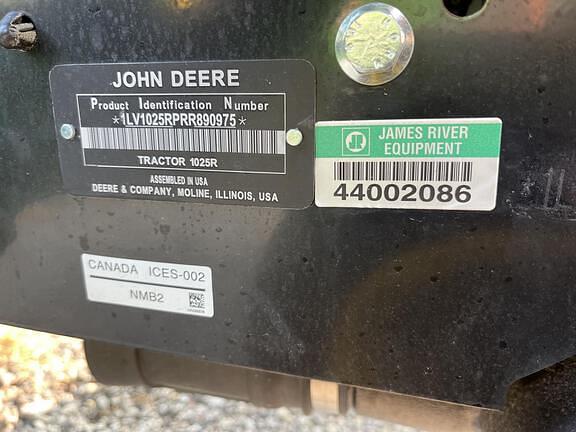 JOHN DEERE
Product Identification Number
*1LV1025RPRR890975*
TRACTOR 1025R
ASSEMBLED IN USA
DEERE & COMPANY, MOLINE, ILLINOIS, USA
JR JAMES RIVER
EQUIPMENT
44002086
CANADA ICES-002
NMB2